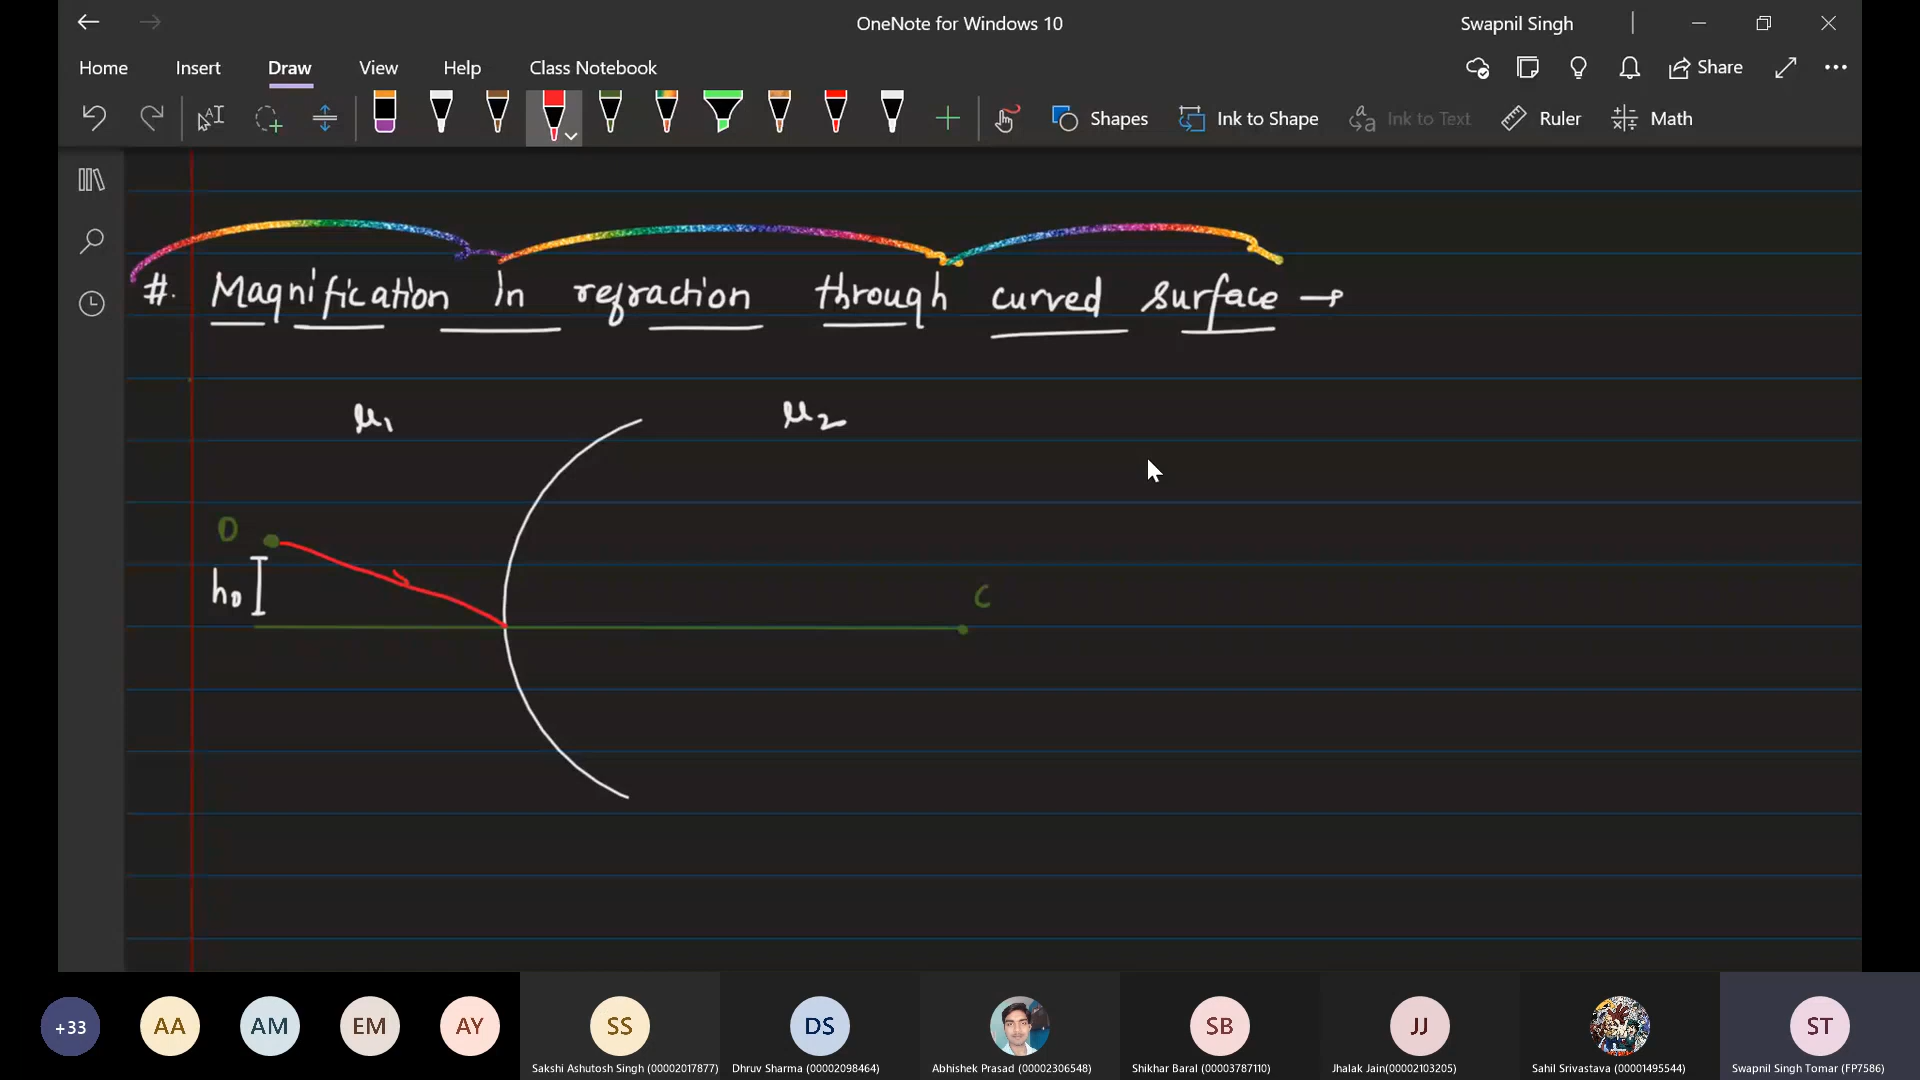 OneNote for Windows 10
Swapnil Singh
Home Insert Draw View Help Class Notebook
Share
Shapes Ink to Shape Ink to Text Ruler Math
#. Magnification in refraction through curved surface →
μ1 μ2
O
h0
C
+33 AA AM EM AY SS DS SB JJ ST
Sakshi Ashutosh Singh (00002017877) Dhruv Sharma (00002098464) Abhishek Prasad (00002306548) Shikhar Baral (00003787110) Jhalak Jain(00002103205) Sahil Srivastava (00001495544) Swapnil Singh Tomar (FP7586)